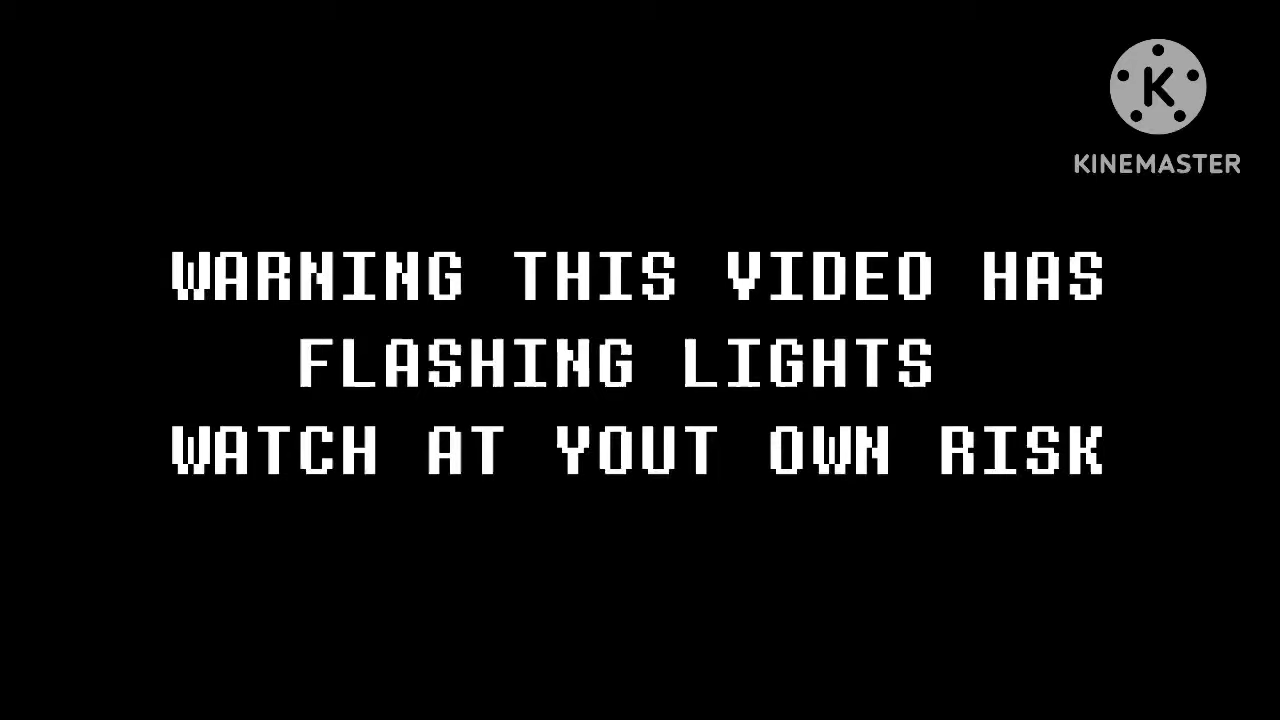 K
KINEMASTER
WARNING THIS VIDEO HAS
FLASHING LIGHTS
WATCH AT YOUT OWN RISK